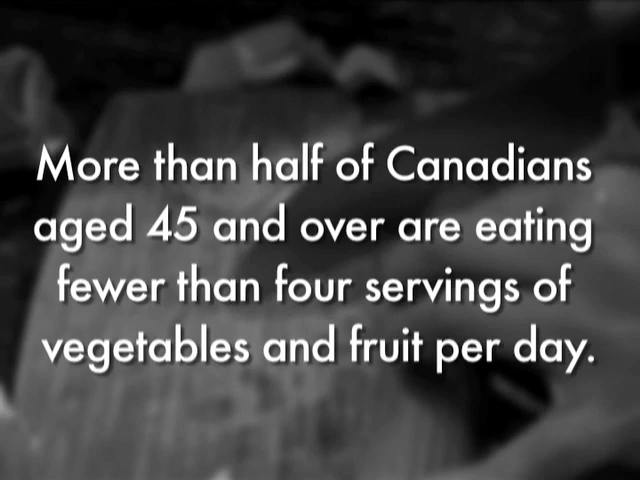 More than half of Canadians
aged 45 and over are eating
fewer than four servings of
vegetables and fruit per day.